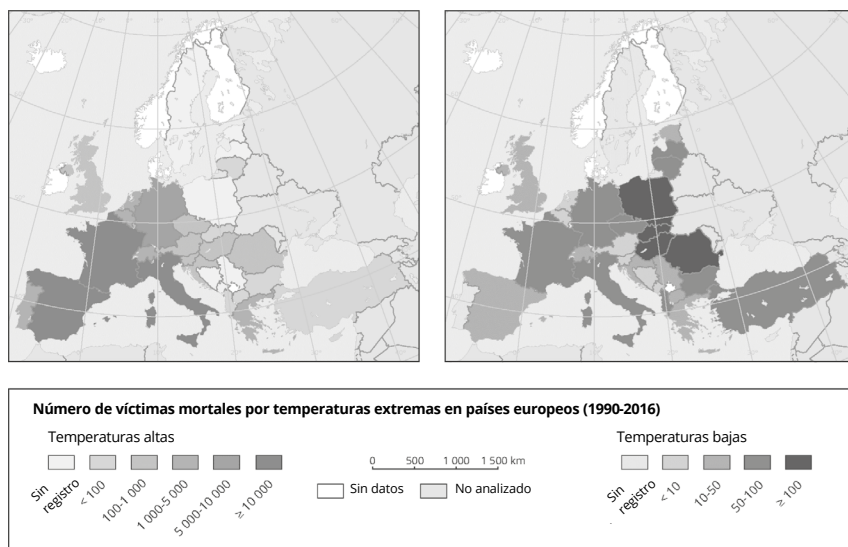 Número de víctimas mortales por temperaturas extremas en países europeos (1990-2016)
Temperaturas altas
Sin registro
< 100
100-1 000
1 000-5 000
5 000-10 000
≥ 10 000
0 500 1 000 1 500 km
Sin datos
No analizado
Temperaturas bajas
Sin registro
< 10
10-50
50-100
≥ 100